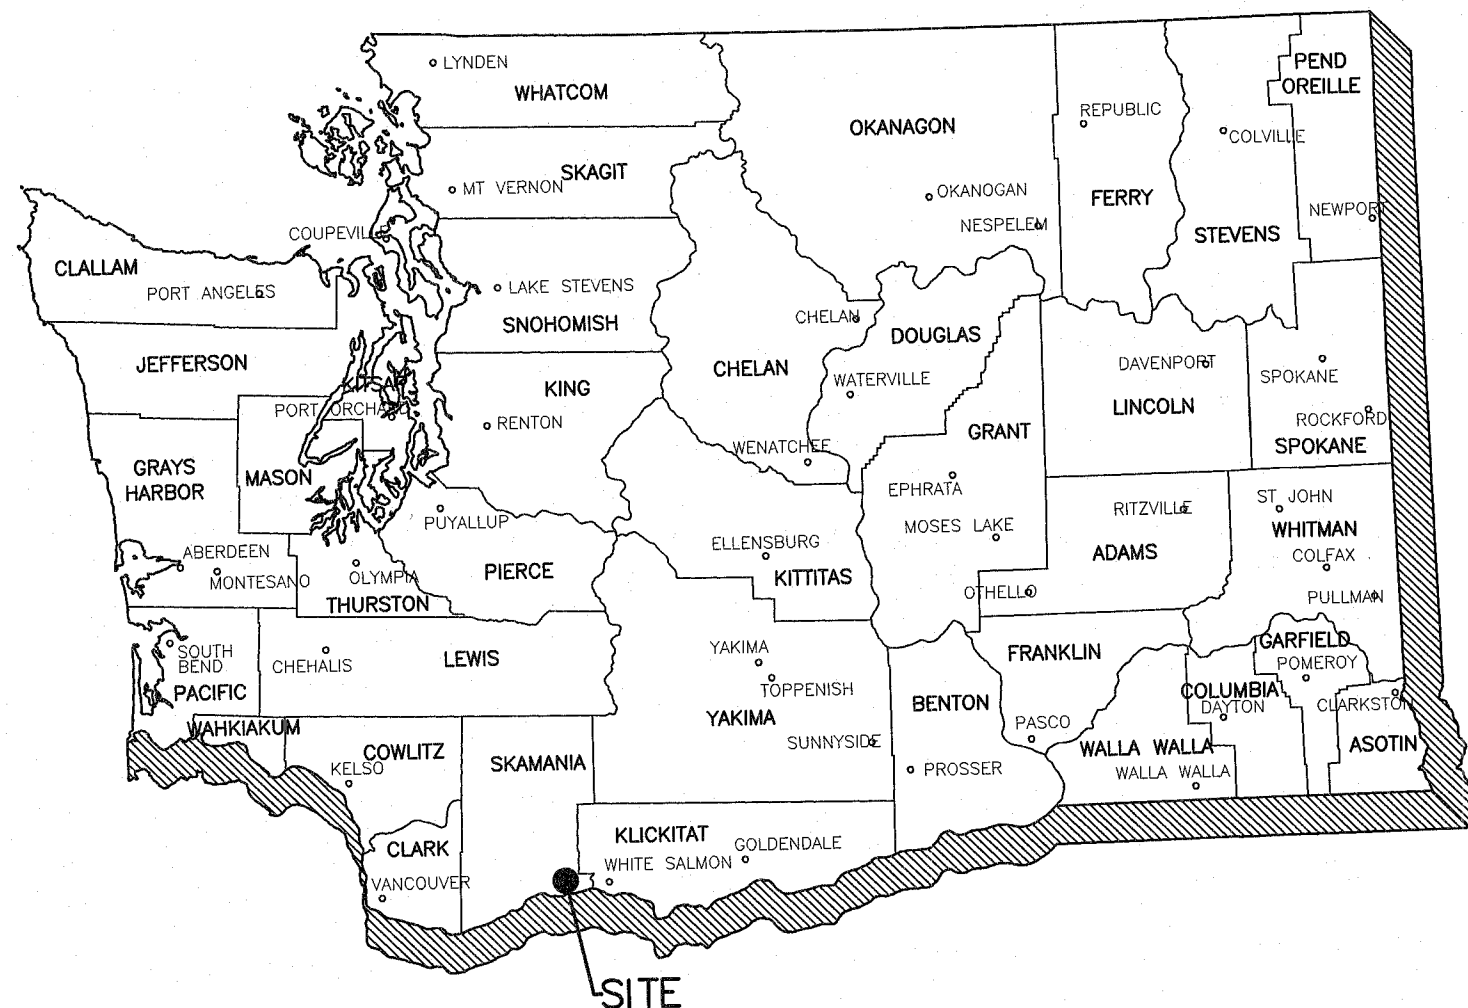 LYNDEN
WHATCOM
PEND
OREILLE
REPUBLIC
OKANAGON
COLVILLE
SKAGIT
MT VERNON
OKANOGAN
FERRY
NEWPORT
NESPELEM
COUPEVILLE
STEVENS
CLALLAM
PORT ANGELES
LAKE STEVENS
CHELAN
SNOHOMISH
DOUGLAS
JEFFERSON
DAVENPORT
CHELAN
SPOKANE
WATERVILLE
KITSAP
KING
LINCOLN
PORT ORCHARD
RENTON
ROCKFORD
GRANT
SPOKANE
WENATCHEE
GRAYS
HARBOR
MASON
EPHRATA
ST JOHN
PUYALLUP
MOSES LAKE
RITZVILLE
WHITMAN
ELLENSBURG
ABERDEEN
ADAMS
COLFAX
MONTESANO
OLYMPIA
PIERCE
KITTITAS
THURSTON
OTHELLO
PULLMAN
SOUTH
BEND
CHEHALIS
LEWIS
YAKIMA
FRANKLIN
GARFIELD
POMEROY
PACIFIC
TOPPENISH
COLUMBIA
DAYTON
BENTON
CLARKSTON
WAHKIAKUM
YAKIMA
PASCO
SUNNYSIDE
COWLITZ
WALLA WALLA
ASOTIN
KELSO
SKAMANIA
PROSSER
WALLA WALLA
KLICKITAT
CLARK
GOLDENDALE
WHITE SALMON
VANCOUVER
SITE